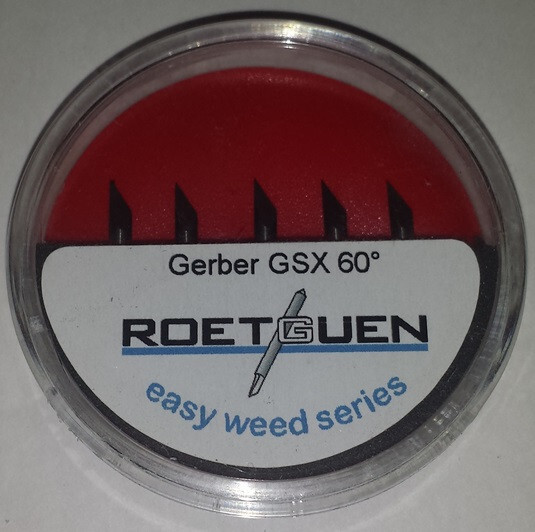 Gerber GSX 60°
ROETGUEN
easy weed series